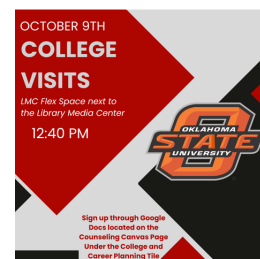 OCTOBER 9TH
COLLEGE
VISITS
LMC Flex Space next to
the Library Media Center
12:40 PM
OKLAHOMA
STATE
UNIVERSITY
Sign up through Google
Docs located on the
Counseling Canvas Page
Under the College and
Career Planning Tile